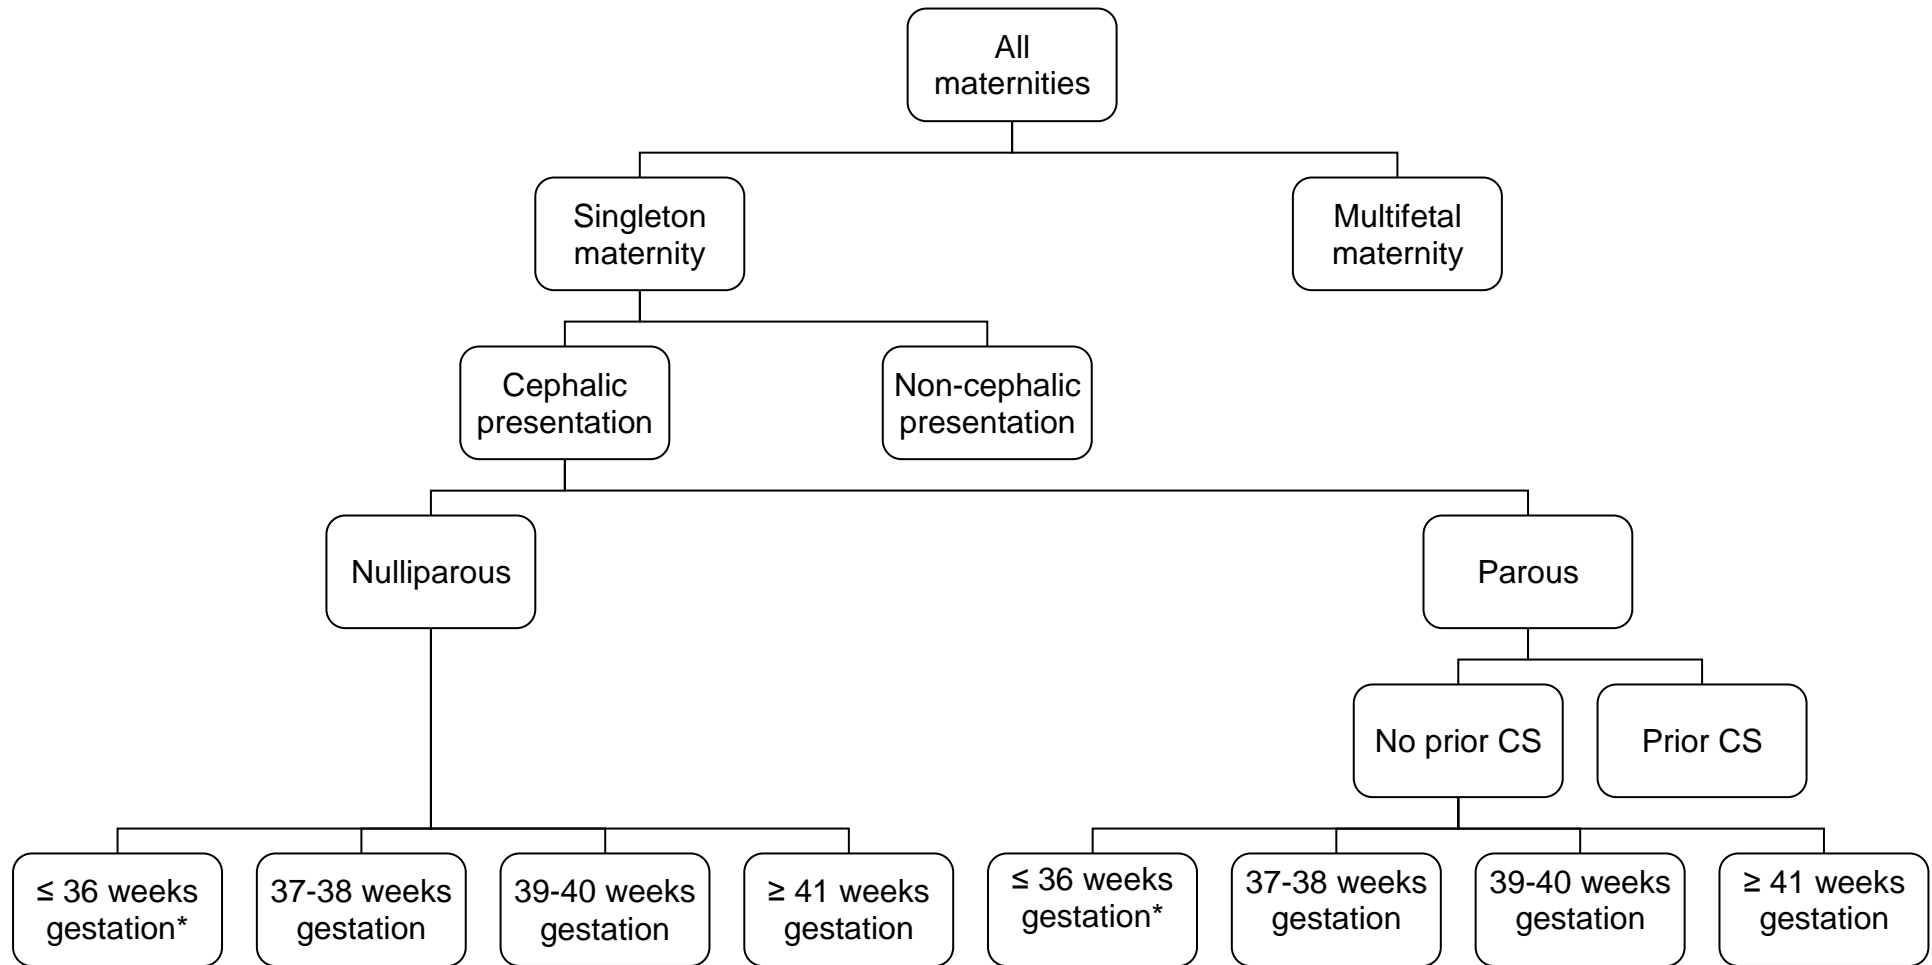 All
maternities
Singleton
maternity
Multifetal
maternity
Cephalic
presentation
Non-cephalic
presentation
Nulliparous
Parous
No prior CS
Prior CS
≤ 36 weeks
gestation*
37-38 weeks
gestation
39-40 weeks
gestation
≥ 41 weeks
gestation
≤ 36 weeks
gestation*
37-38 weeks
gestation
39-40 weeks
gestation
≥ 41 weeks
gestation